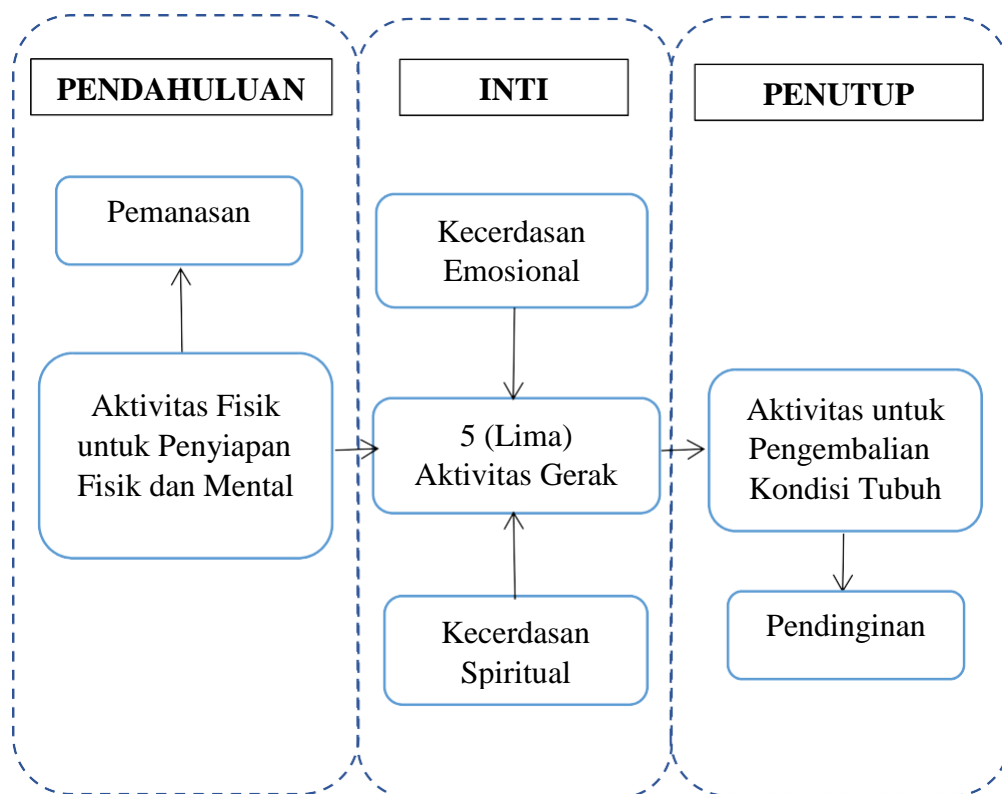 PENDAHULUAN
Pemanasan
Aktivitas Fisik
untuk Penyiapan
Fisik dan Mental
INTI
Kecerdasan
Emosional
5 (Lima)
Aktivitas Gerak
Kecerdasan
Spiritual
PENUTUP
Aktivitas untuk
Pengembalian
Kondisi Tubuh
Pendinginan